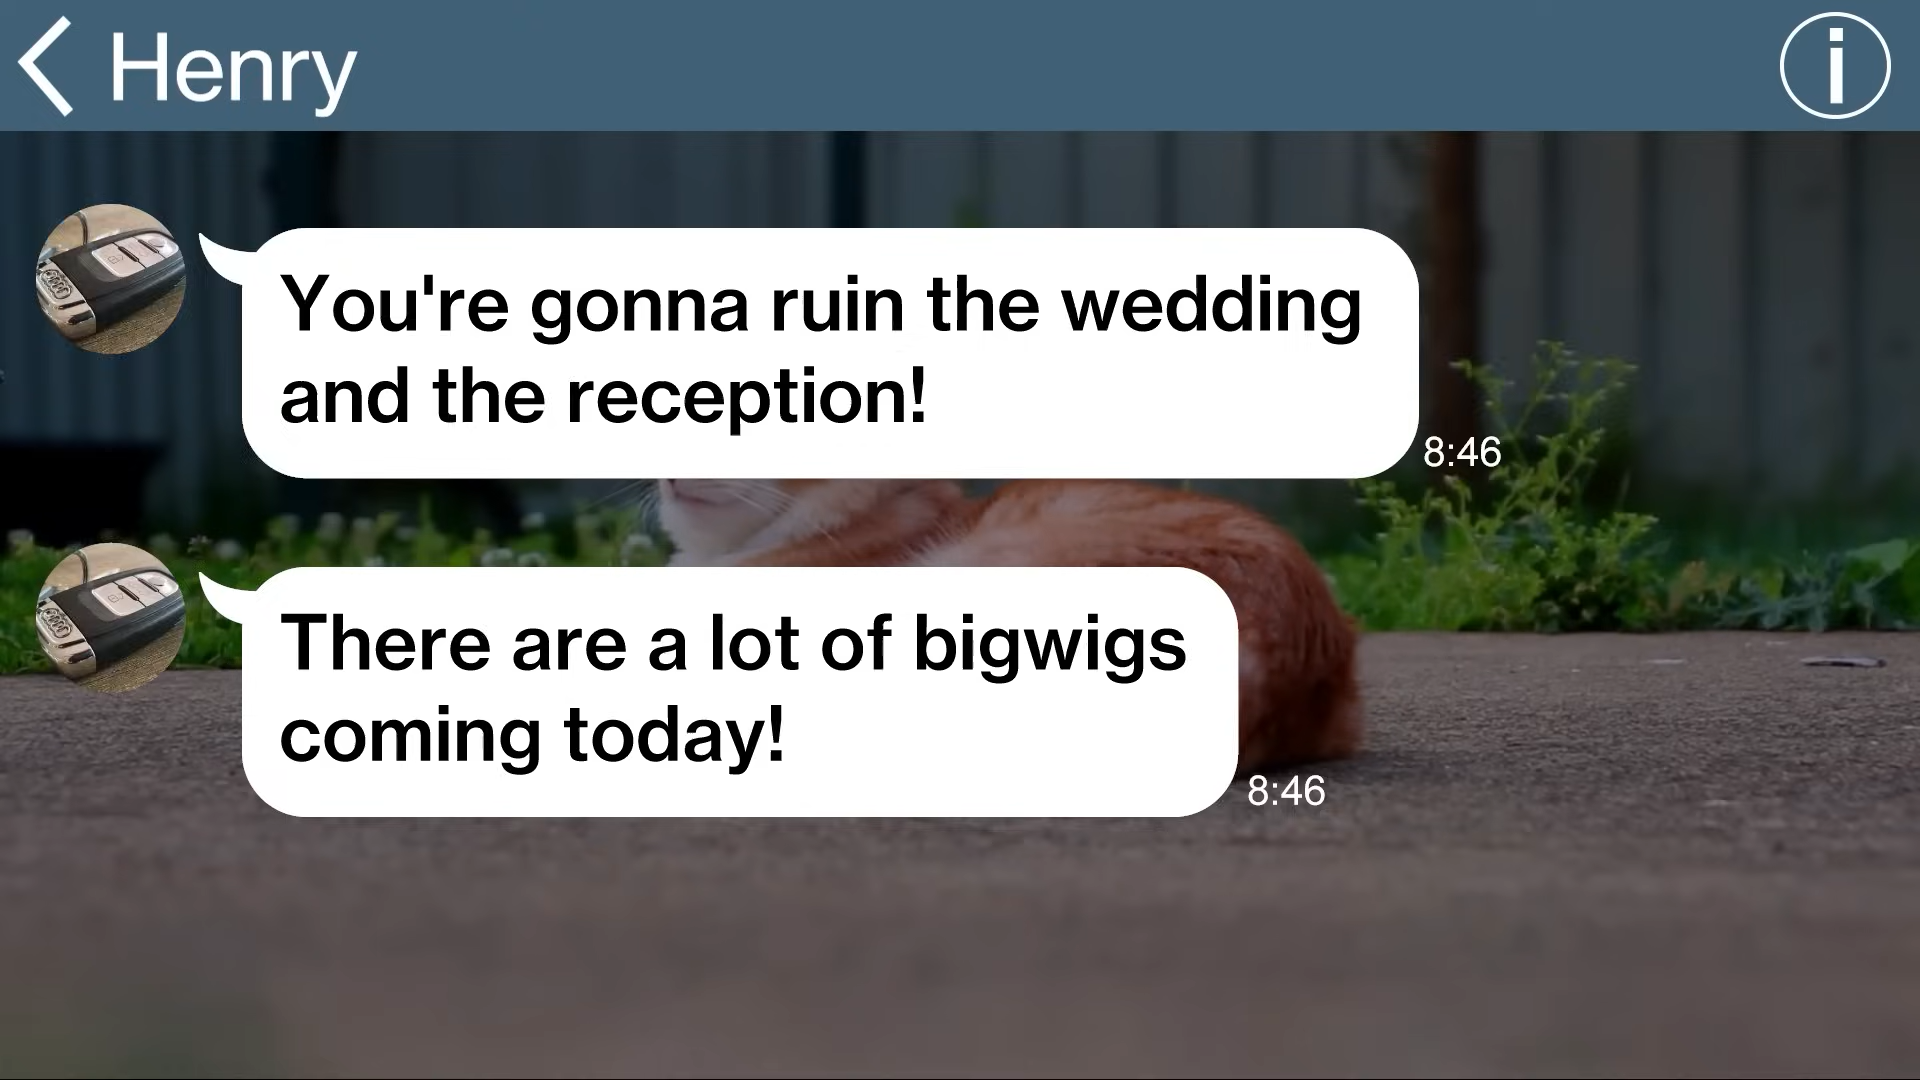 Henry
You're gonna ruin the wedding
and the reception!
8:46
There are a lot of bigwigs
coming today!
8:46